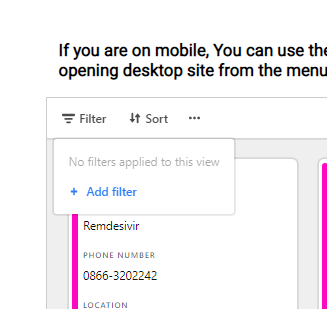 If you are on mobile, You can use the
opening desktop site from the menu
Filter Sort ...
No filters applied to this view
+ Add filter
Remdesivir
PHONE NUMBER
0866-3202242
LOCATION